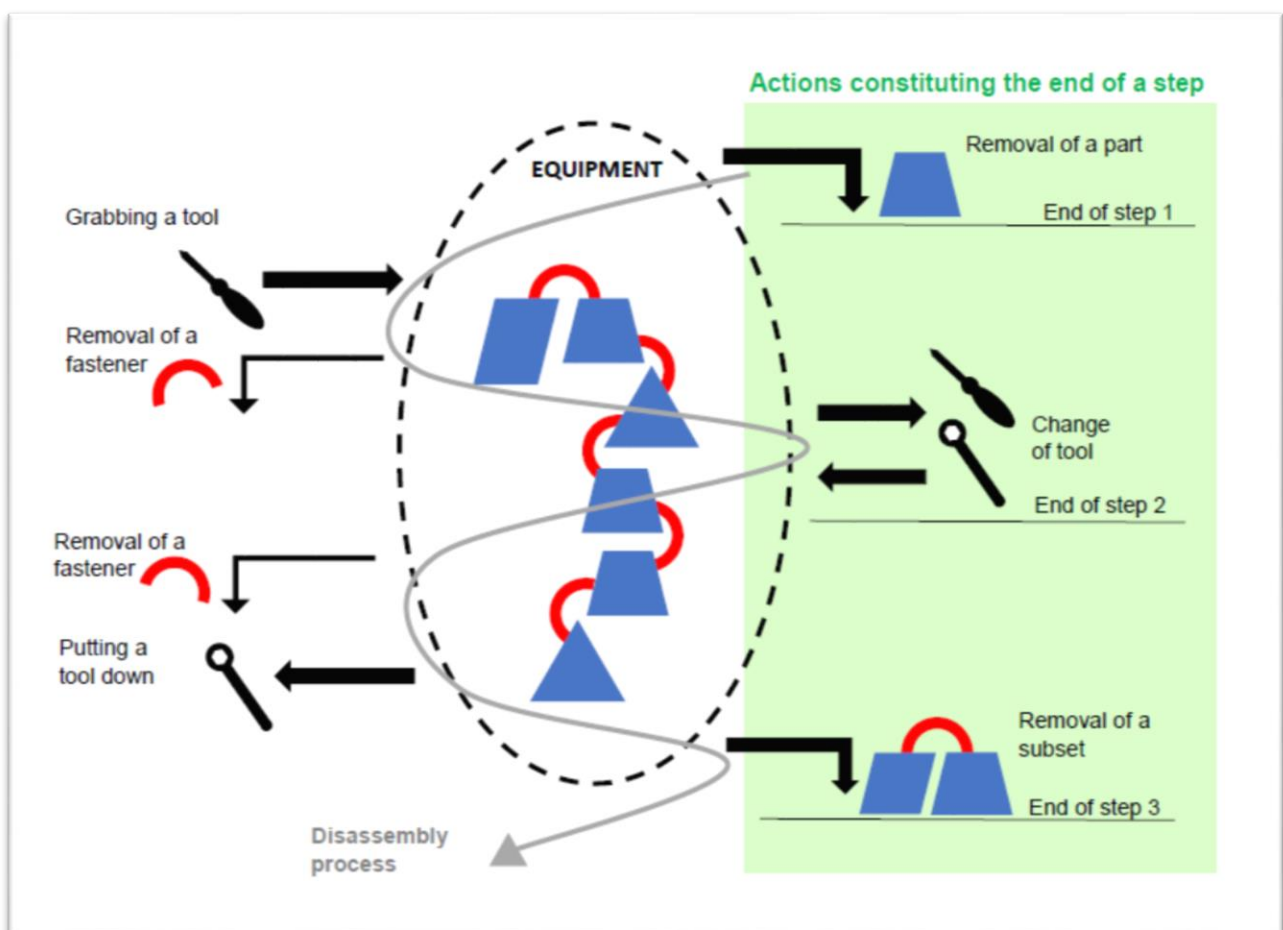 Actions constituting the end of a step
EQUIPMENT
Removal of a part
End of step 1
Grabbing a tool
Removal of a
fastener
Change
of tool
End of step 2
Removal of a
fastener
Putting a
tool down
Removal of a
subset
End of step 3
Disassembly
process